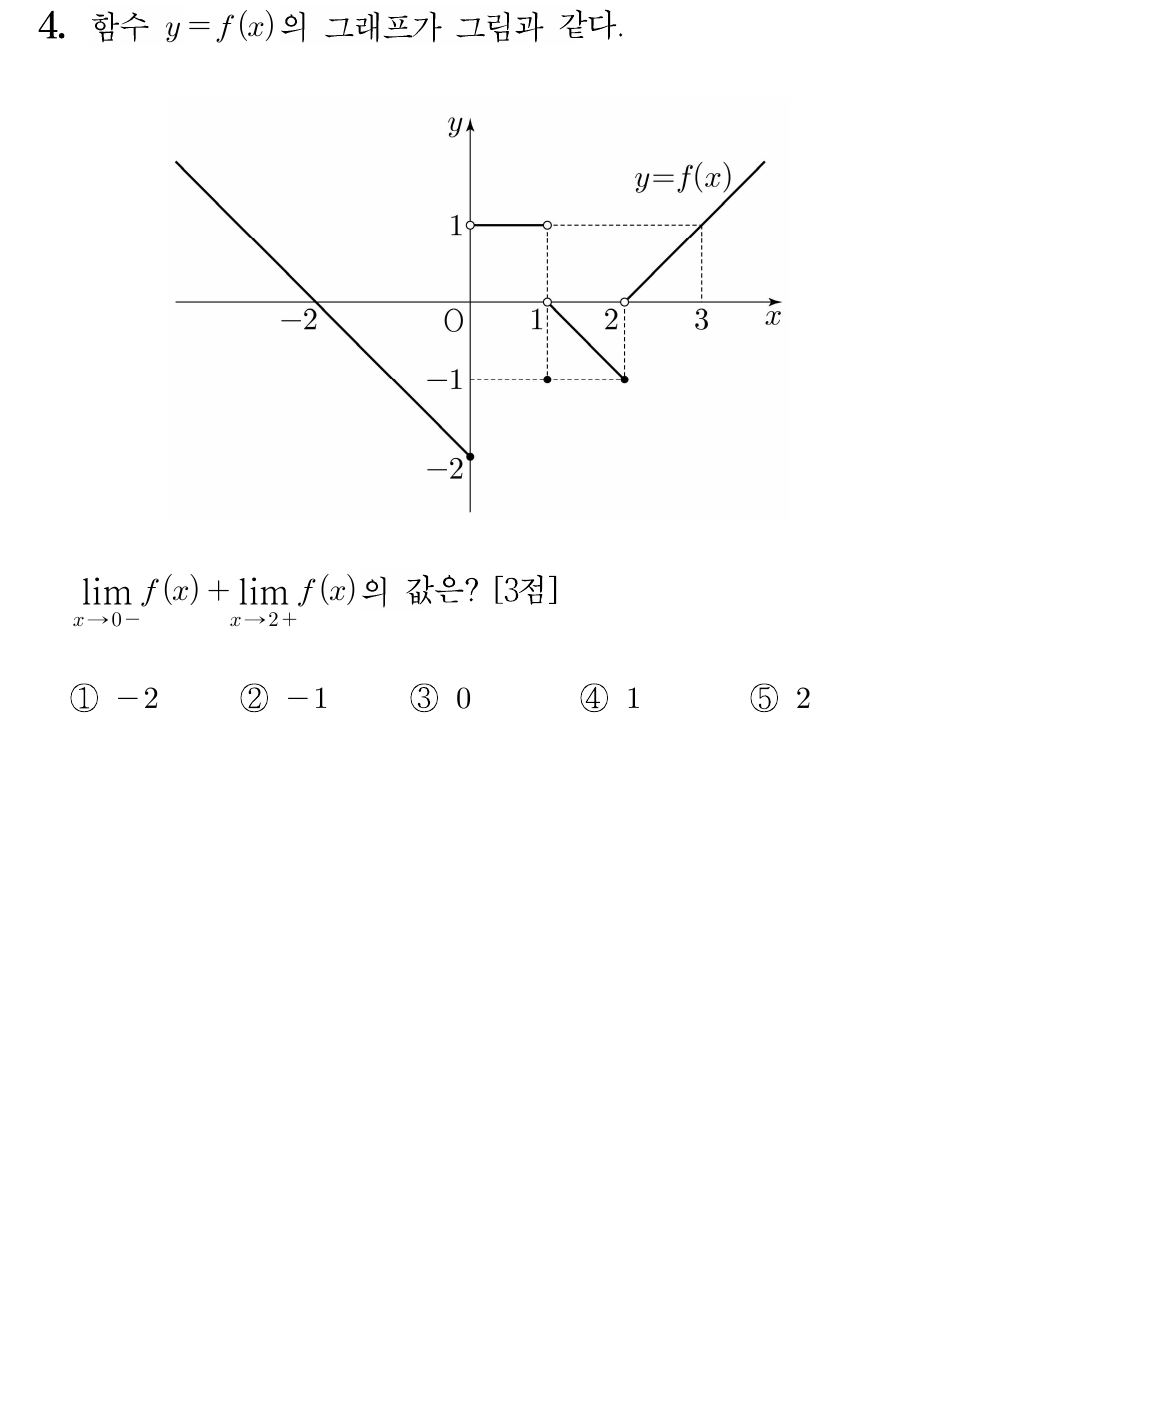 4. 함수 y=f(x)의 그래프가 그림과 같다.
y
y=f(x)
1
−2 O 1 2 3 x
−1
−2
lim f(x)+lim f(x)의 값은? [3점]
x→0− x→2+
① −2 ② −1 ③ 0 ④ 1 ⑤ 2